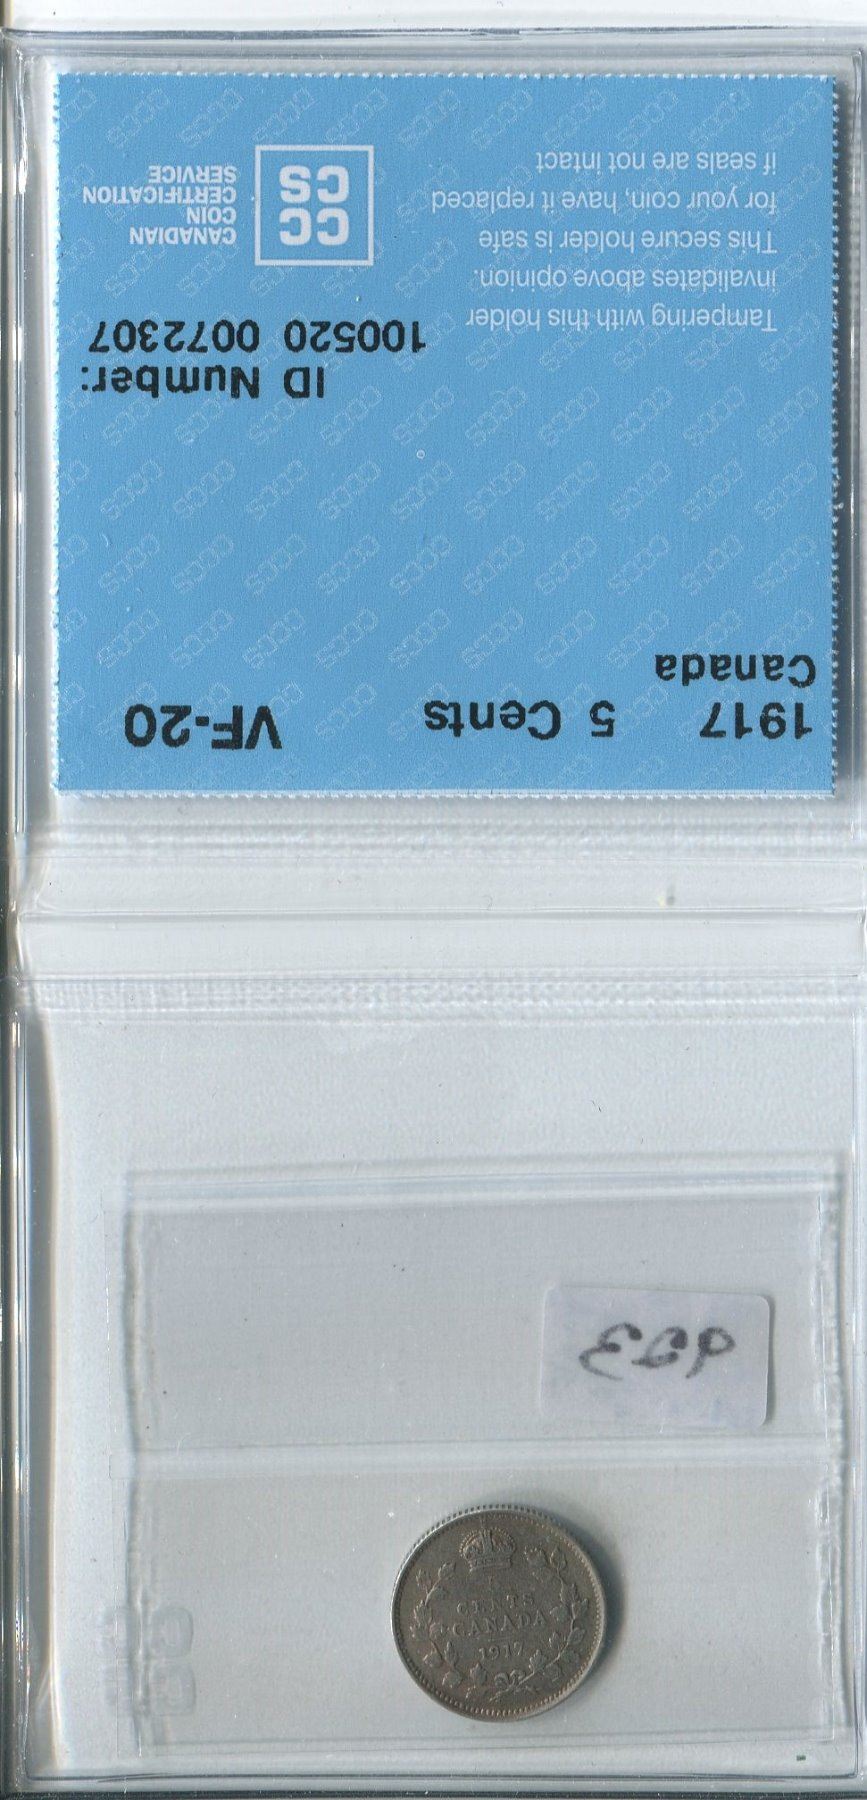 1917 5 Cents VF-20
Canada
ID Number:
100520 0072307
Tampering with this holder
invalidates above opinion.
This secure holder is safe
for your coin, have it replaced
if seals are not intact
CC
CS
CANADIAN
COIN
CERTIFICATION
SERVICE
5
CENTS
CANADA
1917